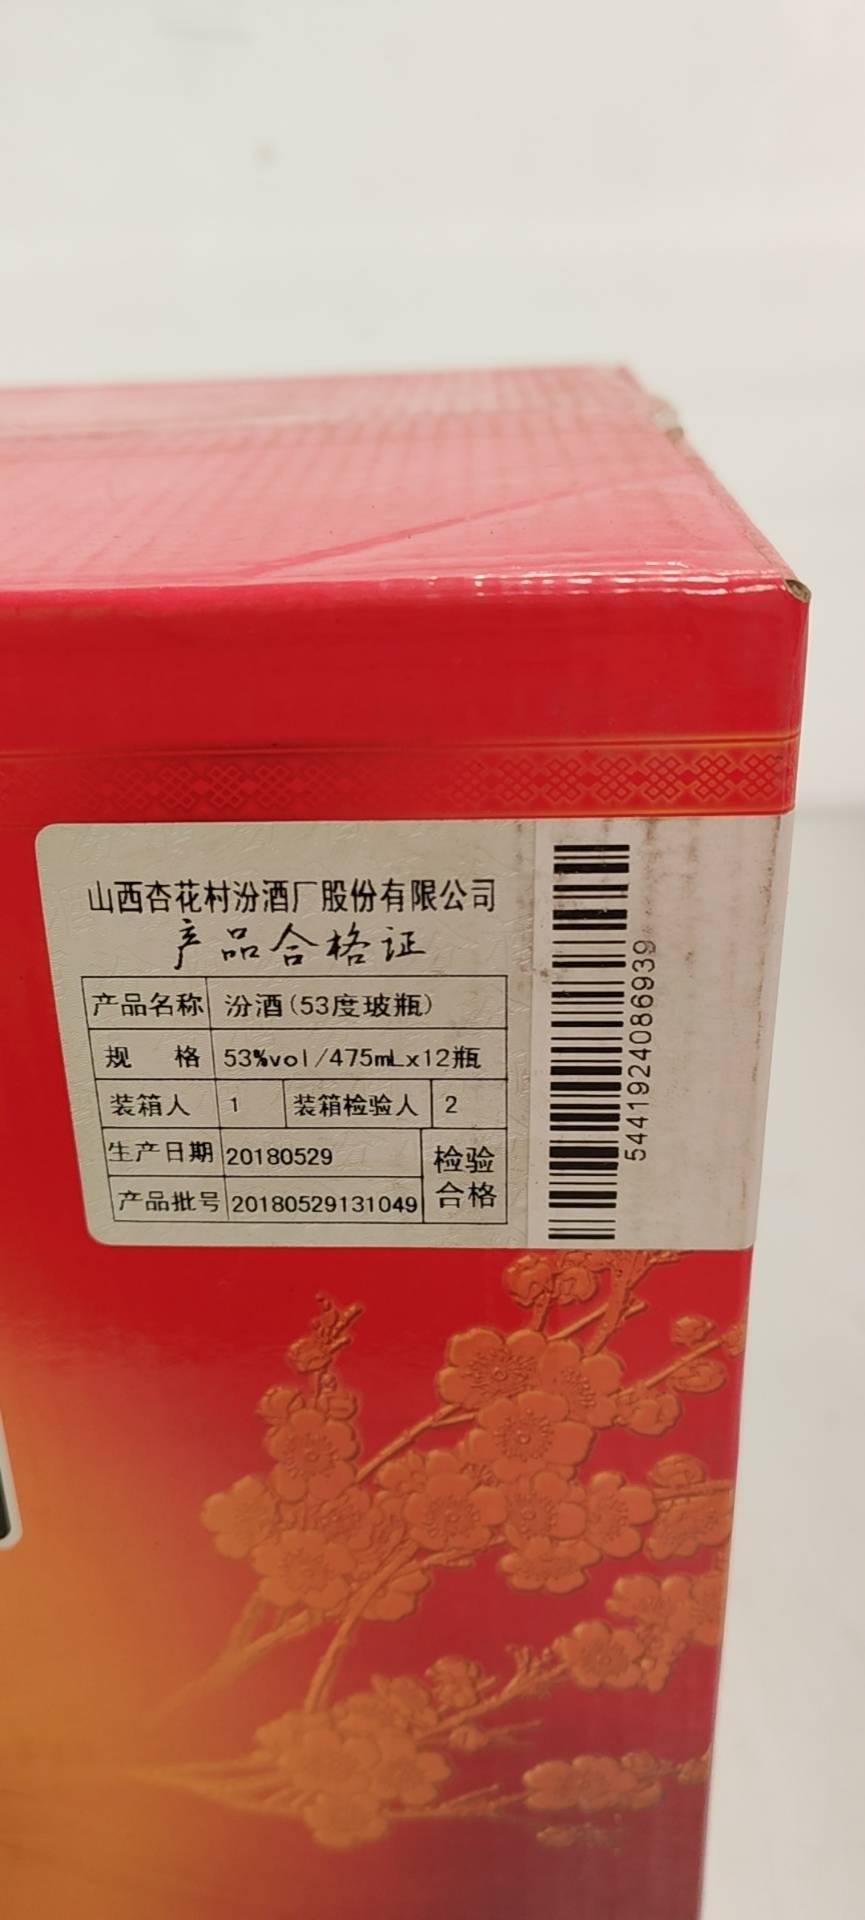 山西杏花村汾酒厂股份有限公司
产品合格证
产品名称 汾酒(53度玻瓶)
规 格 53%vol/475mLx12瓶
装箱人 1 装箱检验人 2
生产日期 20180529 检验
产品批号 20180529131049 合格
5441924086939